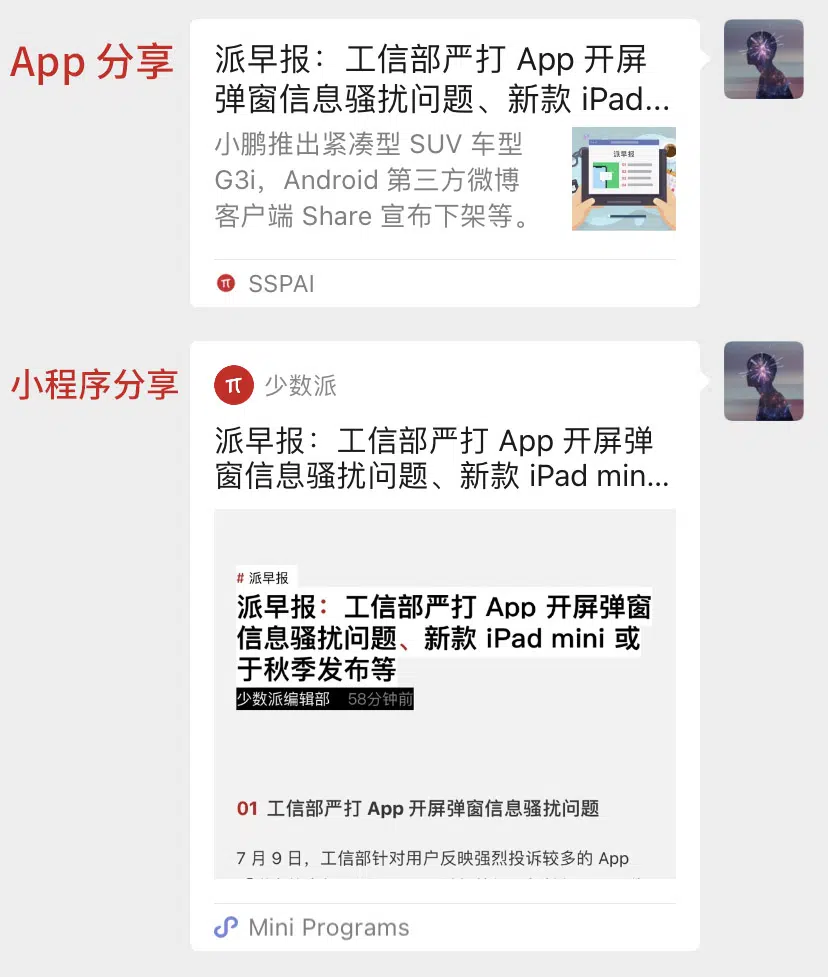 App 分享
派早报：工信部严打 App 开屏
弹窗信息骚扰问题、新款 iPad...
小鹏推出紧凑型 SUV 车型
G3i，Android 第三方微博
客户端 Share 宣布下架等。
派早报
π SSPAI
小程序分享
π 少数派
派早报：工信部严打 App 开屏弹
窗信息骚扰问题、新款 iPad min...
# 派早报
派早报：工信部严打 App 开屏弹窗
信息骚扰问题、新款 iPad mini 或
于秋季发布等
少数派编辑部 58分钟前
01 工信部严打 App 开屏弹窗信息骚扰问题
7 月 9 日，工信部针对用户反映强烈投诉较多的 App
Mini Programs